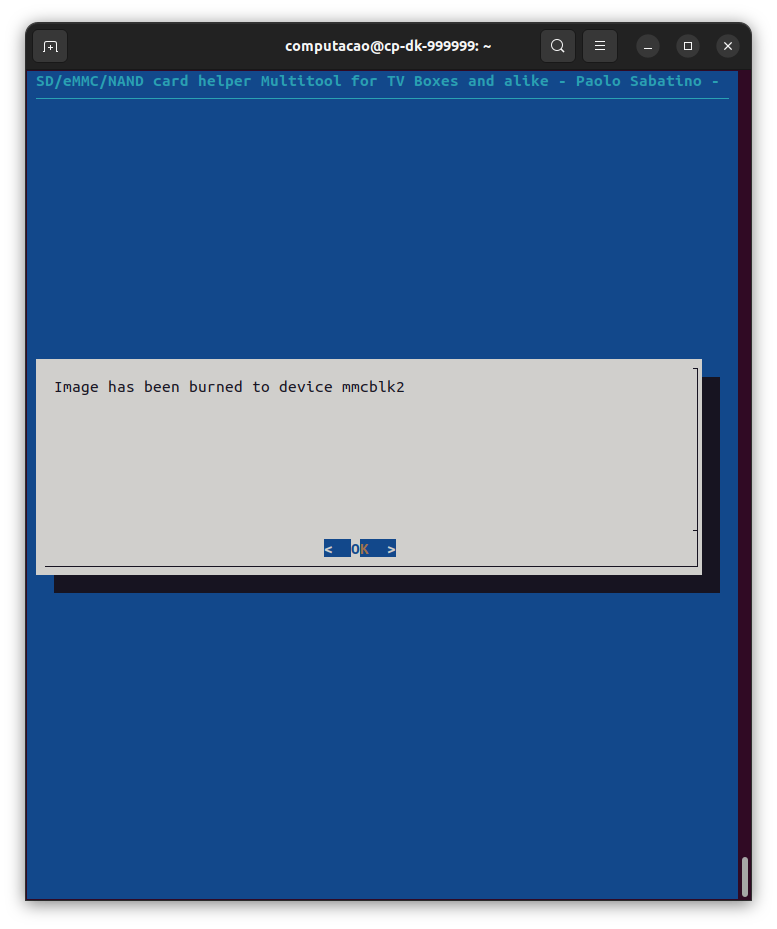 computacao@cp-dk-999999: ~
SD/eMMC/NAND card helper Multitool for TV Boxes and alike - Paolo Sabatino -
Image has been burned to device mmcblk2
<  OK  >